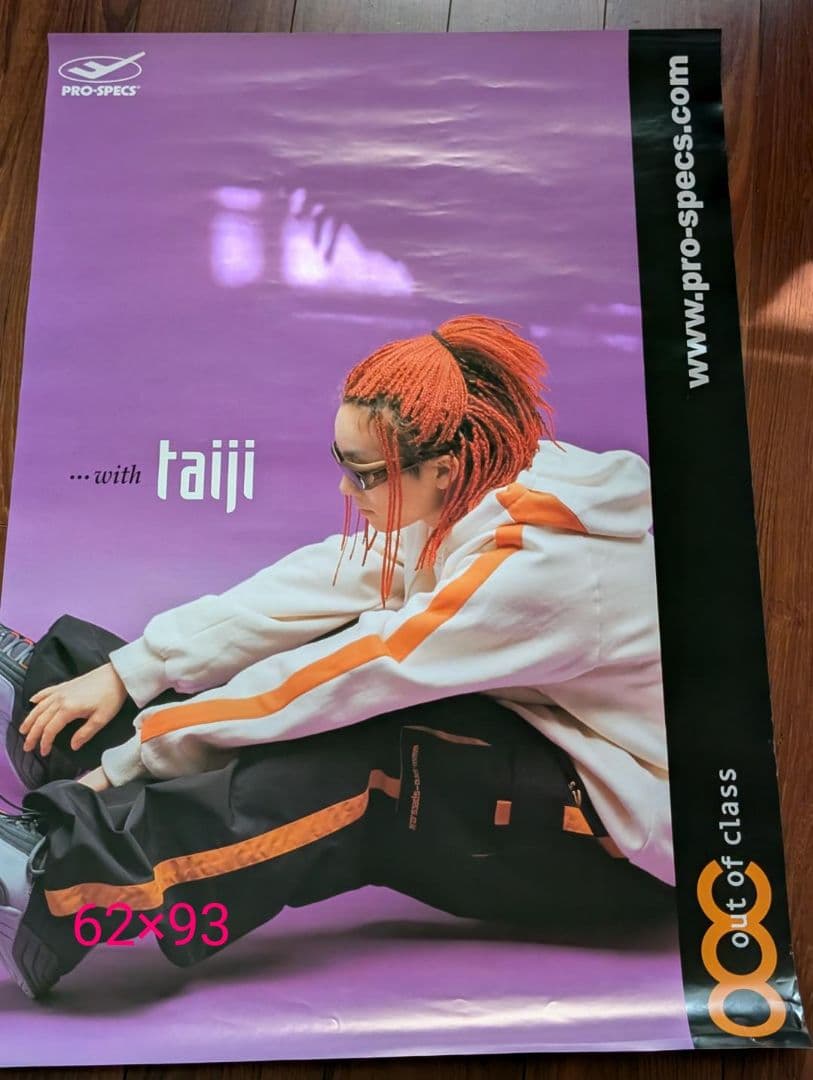 PRO-SPECS®
www.pro-specs.com
...with taiji
out of class
62×93